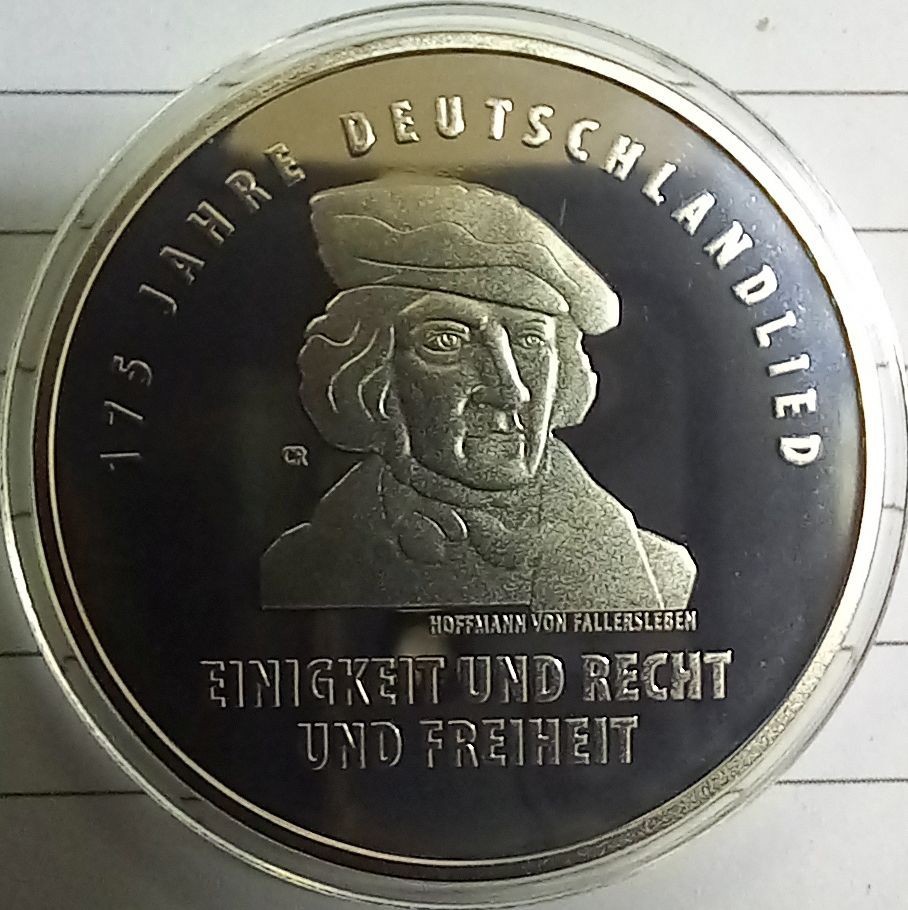 175 JAHRE DEUTSCHLANDLIED
CR
HOFFMANN VON FALLERSLEBEN
EINIGKEIT UND RECHT
UND FREIHEIT